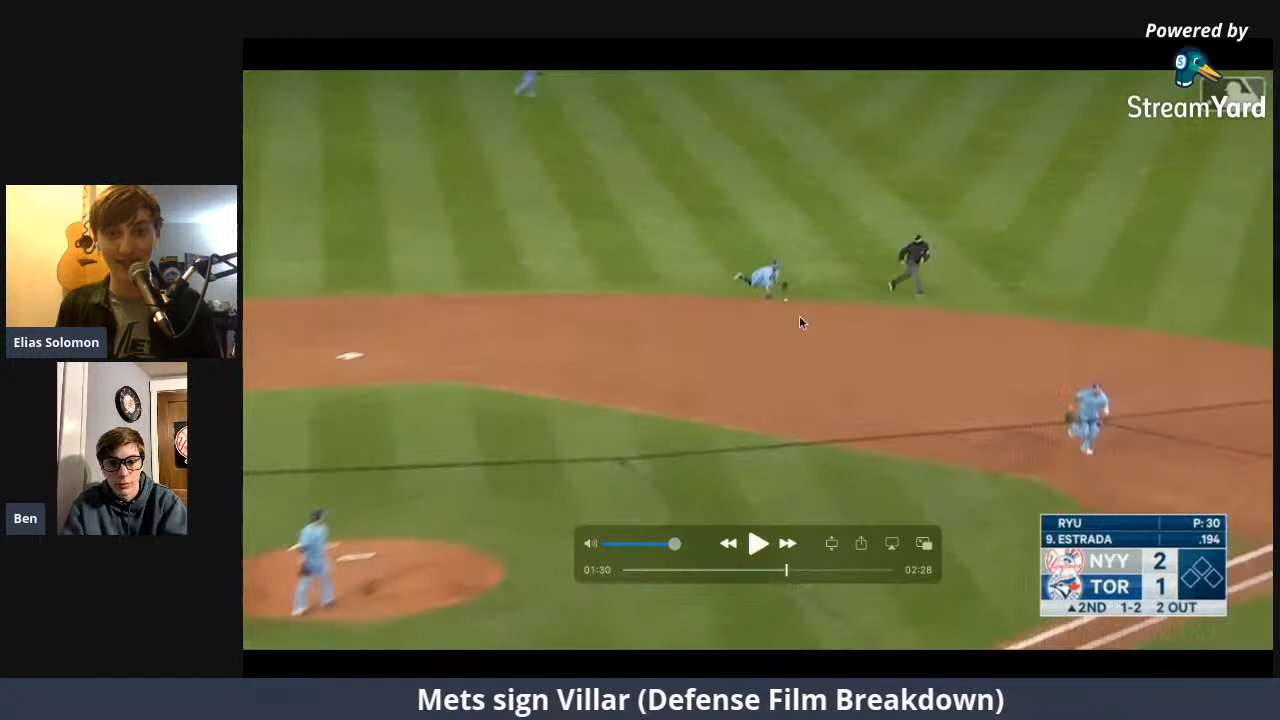 Powered by
StreamYard
Elias Solomon
Ben
RYU P: 30
9. ESTRADA .194
NYY 2
TOR 1
▲2ND 1-2 2 OUT
01:30 02:28
Mets sign Villar (Defense Film Breakdown)